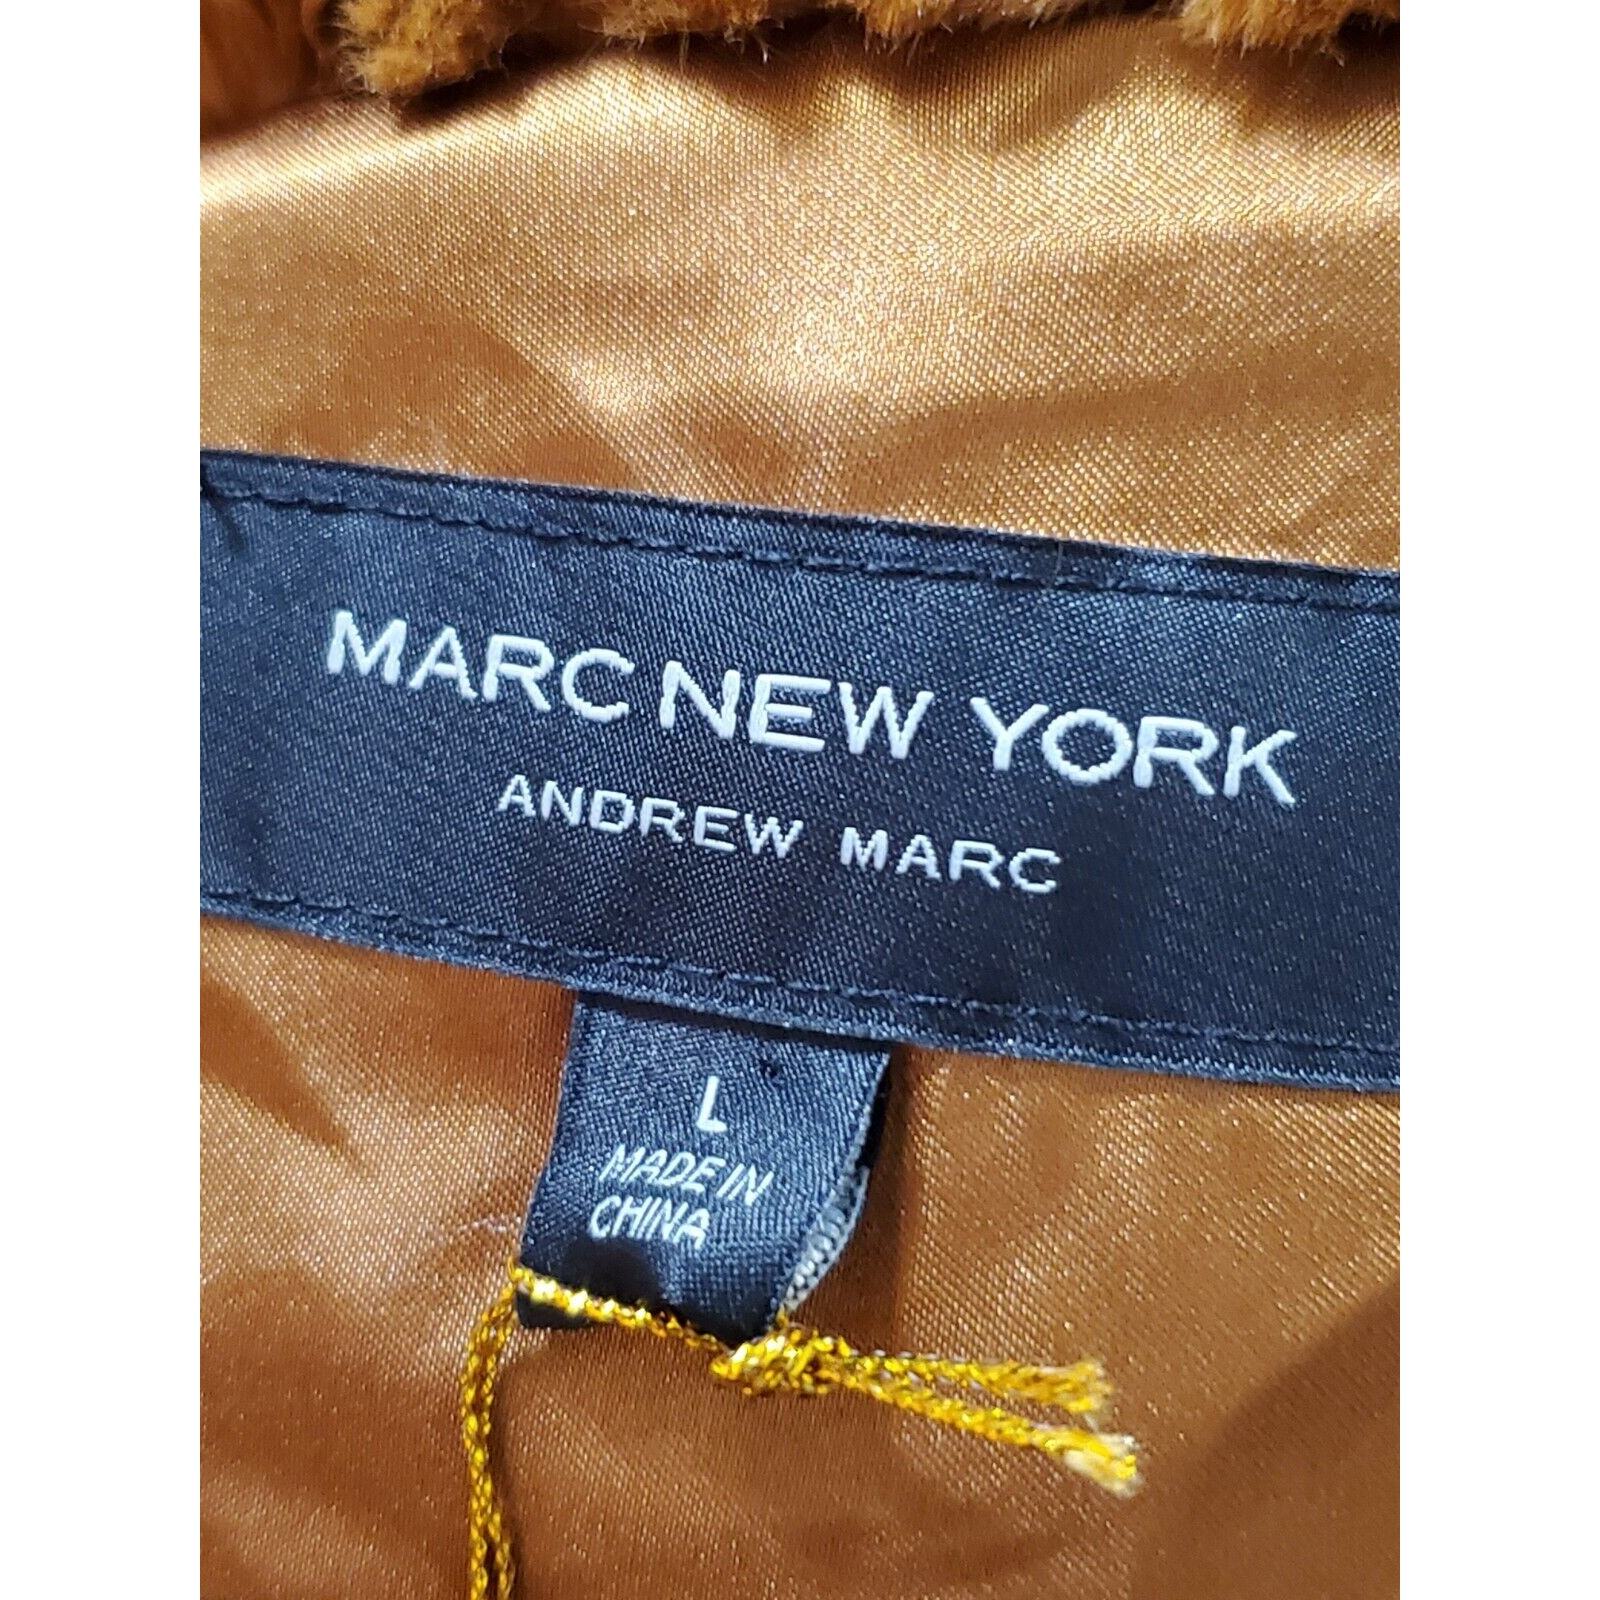 MARC NEW YORK
ANDREW MARC
L
MADE IN
CHINA